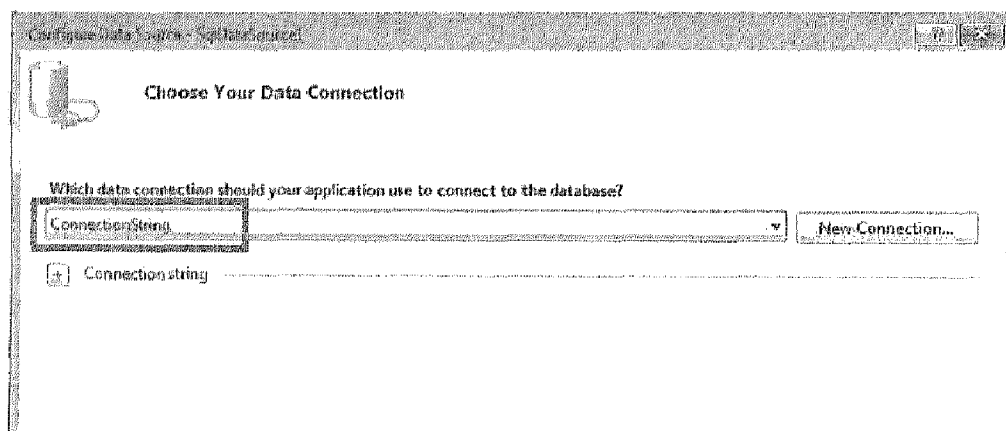 Configure Data Source - SqlDataSource1
Choose Your Data Connection
Which data connection should your application use to connect to the database?
ConnectionString
New Connection...
+ Connection string